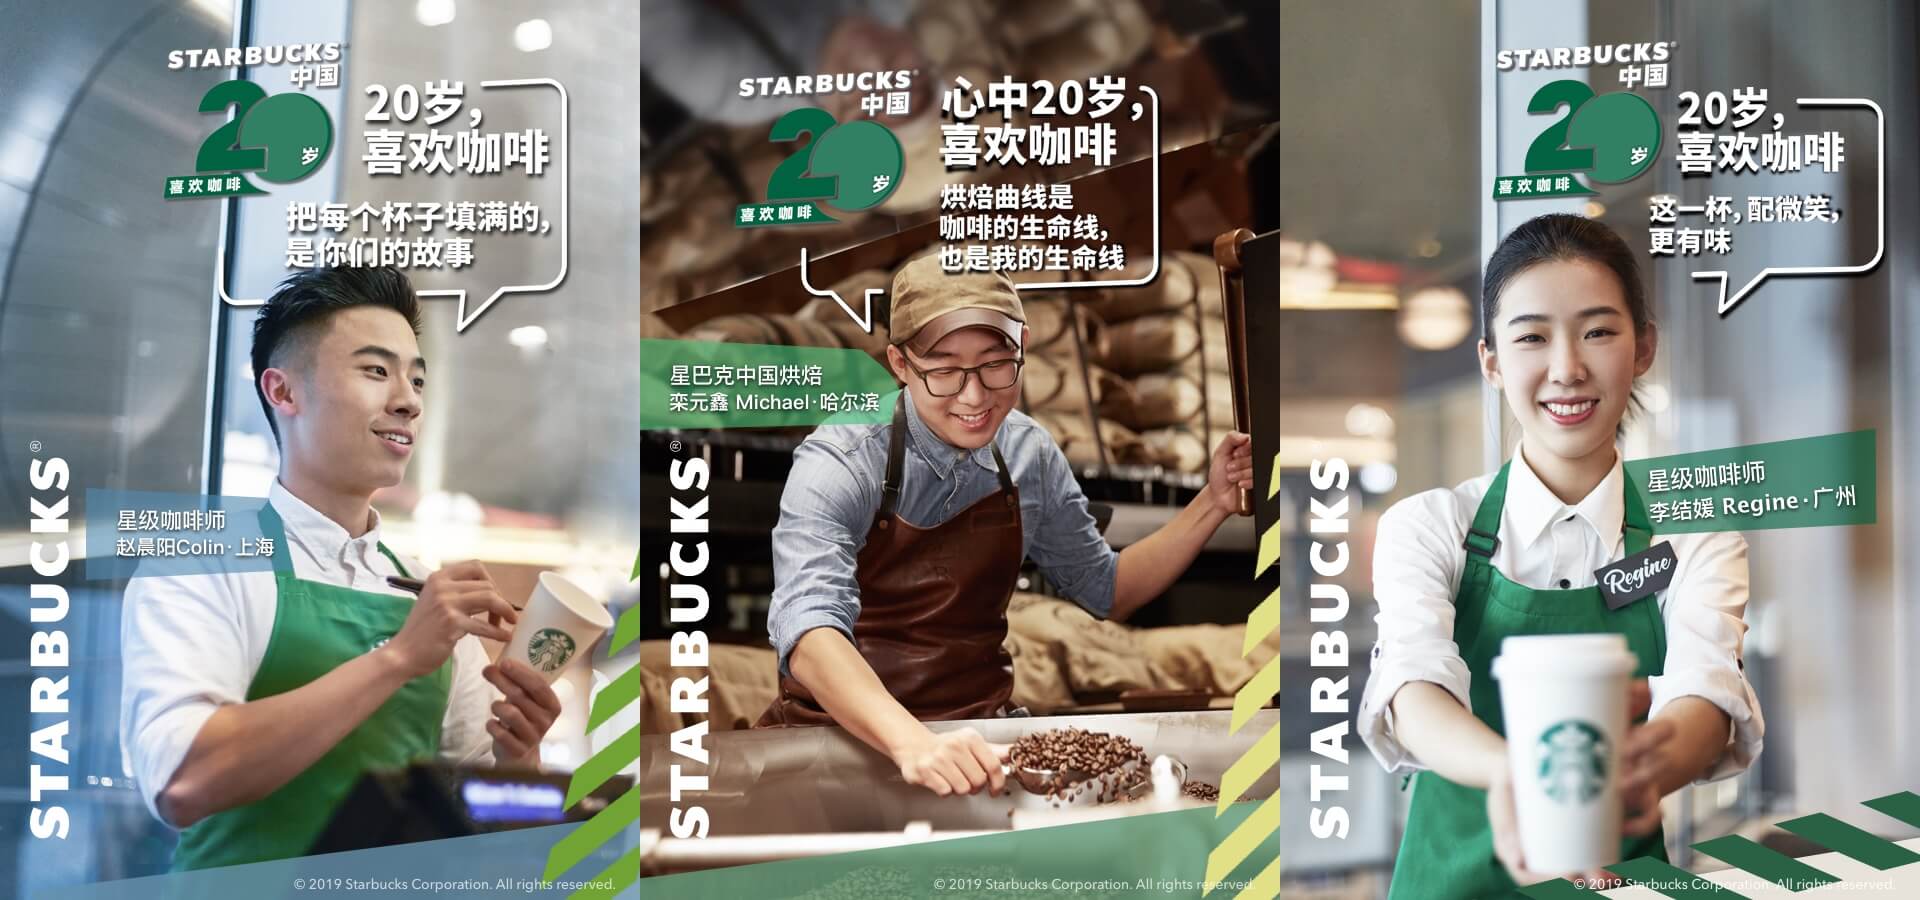 STARBUCKS
中国
20
岁
喜欢咖啡
20岁，
喜欢咖啡
把每个杯子填满的，
是你们的故事
星级咖啡师
赵晨阳Colin·上海
STARBUCKS®
© 2019 Starbucks Corporation. All rights reserved.
STARBUCKS®
中国
20
岁
喜欢咖啡
心中20岁，
喜欢咖啡
烘焙曲线是
咖啡的生命线，
也是我的生命线
星巴克中国烘焙
栾元鑫 Michael·哈尔滨
STARBUCKS®
© 2019 Starbucks Corporation. All rights reserved.
STARBUCKS®
中国
20
岁
喜欢咖啡
20岁，
喜欢咖啡
这一杯，配微笑，
更有味
星级咖啡师
李结媛 Regine·广州
Regine
STARBUCKS
© 2019 Starbucks Corporation. All rights reserved.